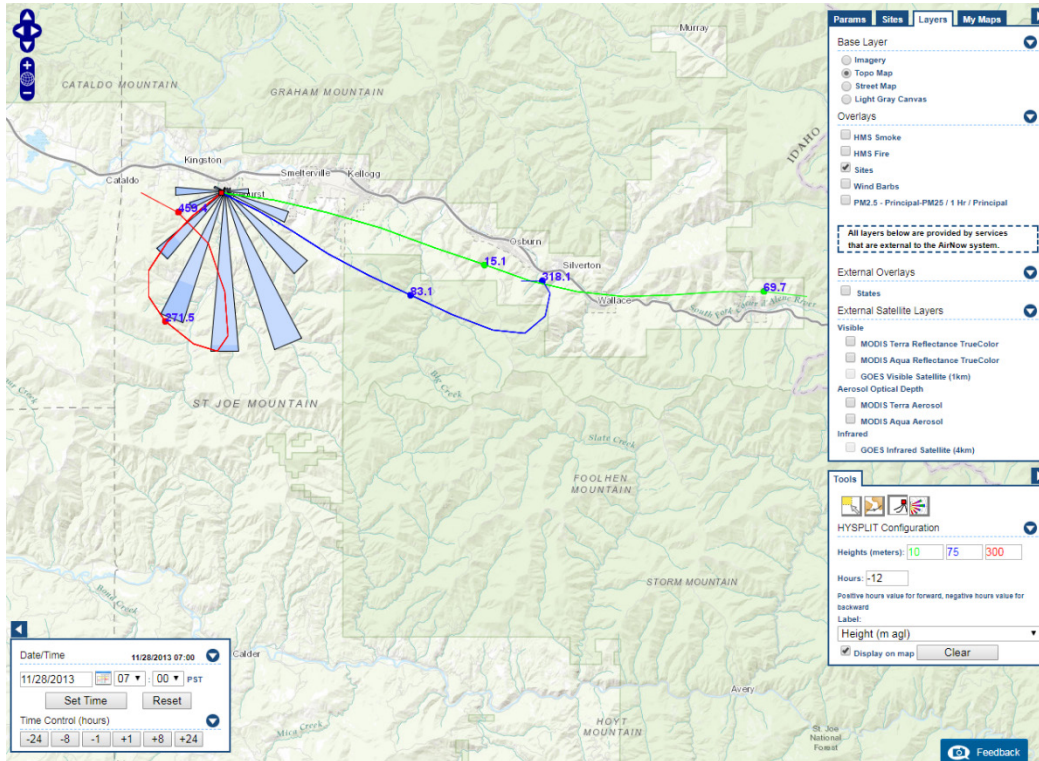 Murray
CATALDO MOUNTAIN
GRAHAM MOUNTAIN
IDAHO
Kingston
Cataldo
Smelterville
Kellogg
459.4
271.5
83.1
15.1
Osburn
318.1
Silverton
Wallace
69.7
South Fork Coeur d'Alene River
Big Creek
ST JOE MOUNTAIN
Slate Creek
FOOLHEN
MOUNTAIN
STORM MOUNTAIN
Bond Creek
Calder
Avery
HOYT
MOUNTAIN
St. Joe
National
Forest
Params
Sites
Layers
My Maps
Base Layer
Imagery
Topo Map
Street Map
Light Gray Canvas
Overlays
HMS Smoke
HMS Fire
Sites
Wind Barbs
PM2.5 - Principal-PM25 / 1 Hr / Principal
All layers below are provided by services
that are external to the AirNow system.
External Overlays
States
External Satellite Layers
Visible
MODIS Terra Reflectance TrueColor
MODIS Aqua Reflectance TrueColor
GOES Visible Satellite (1km)
Aerosol Optical Depth
MODIS Terra Aerosol
MODIS Aqua Aerosol
Infrared
GOES Infrared Satellite (4km)
Tools
HYSPLIT Configuration
Heights (meters): 10 75 300
Hours: -12
Positive hours value for forward, negative hours value for
backward
Label:
Height (m agl)
Display on map
Clear
Date/Time 11/28/2013 07:00
11/28/2013 07 : 00 PST
Set Time Reset
Time Control (hours)
-24 -8 -1 +1 +8 +24
Feedback